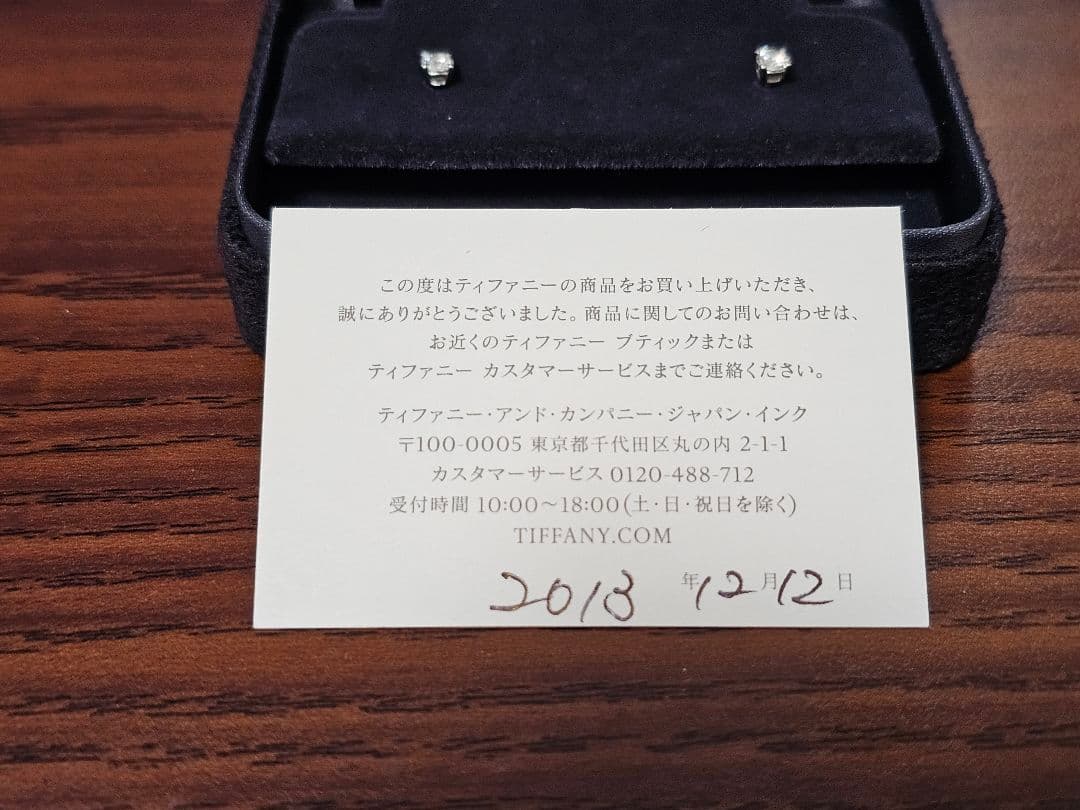 この度はティファニーの商品をお買い上げいただき、
誠にありがとうございました。商品に関してのお問い合わせは、
お近くのティファニー ブティックまたは
ティファニー カスタマーサービスまでご連絡ください。
ティファニー・アンド・カンパニー・ジャパン・インク
〒100-0005 東京都千代田区丸の内 2-1-1
カスタマーサービス 0120-488-712
受付時間 10:00〜18:00(土・日・祝日を除く)
TIFFANY.COM
2013 年12月12日